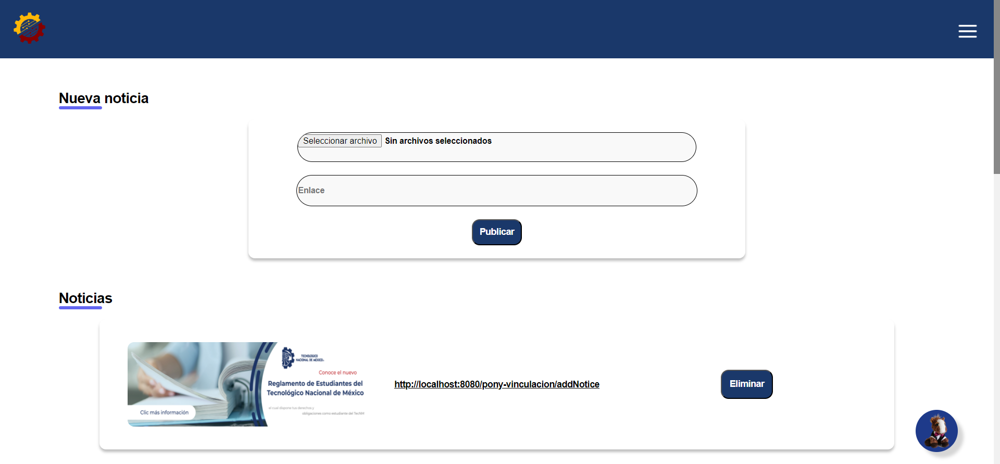 Nueva noticia
Seleccionar archivo Sin archivos seleccionados
Enlace
Publicar
Noticias
TECNOLÓGICO
NACIONAL DE MÉXICO
Conoce el nuevo
Reglamento de Estudiantes del
Tecnológico Nacional de México
el cual dispone tus derechos y
obligaciones como estudiante del TecNM
Clic más información
http://localhost:8080/pony-vinculacion/addNotice
Eliminar